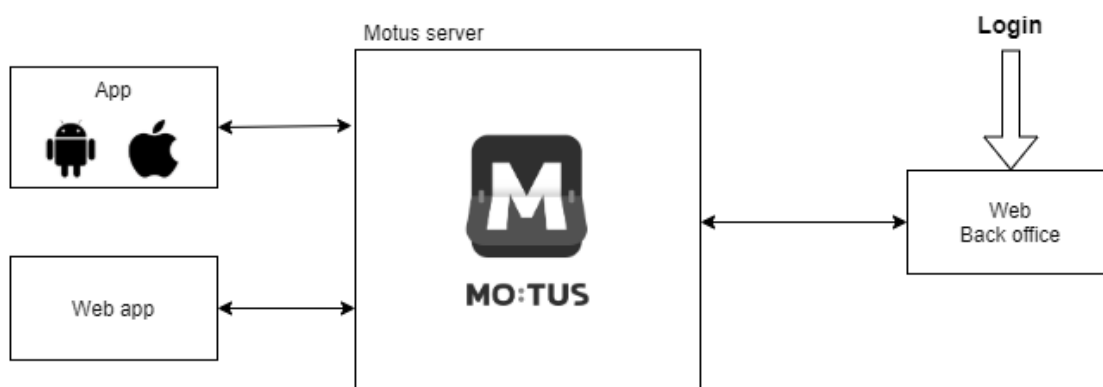 Motus server
Login
App
M
MO:TUS
Web
Back office
Web app